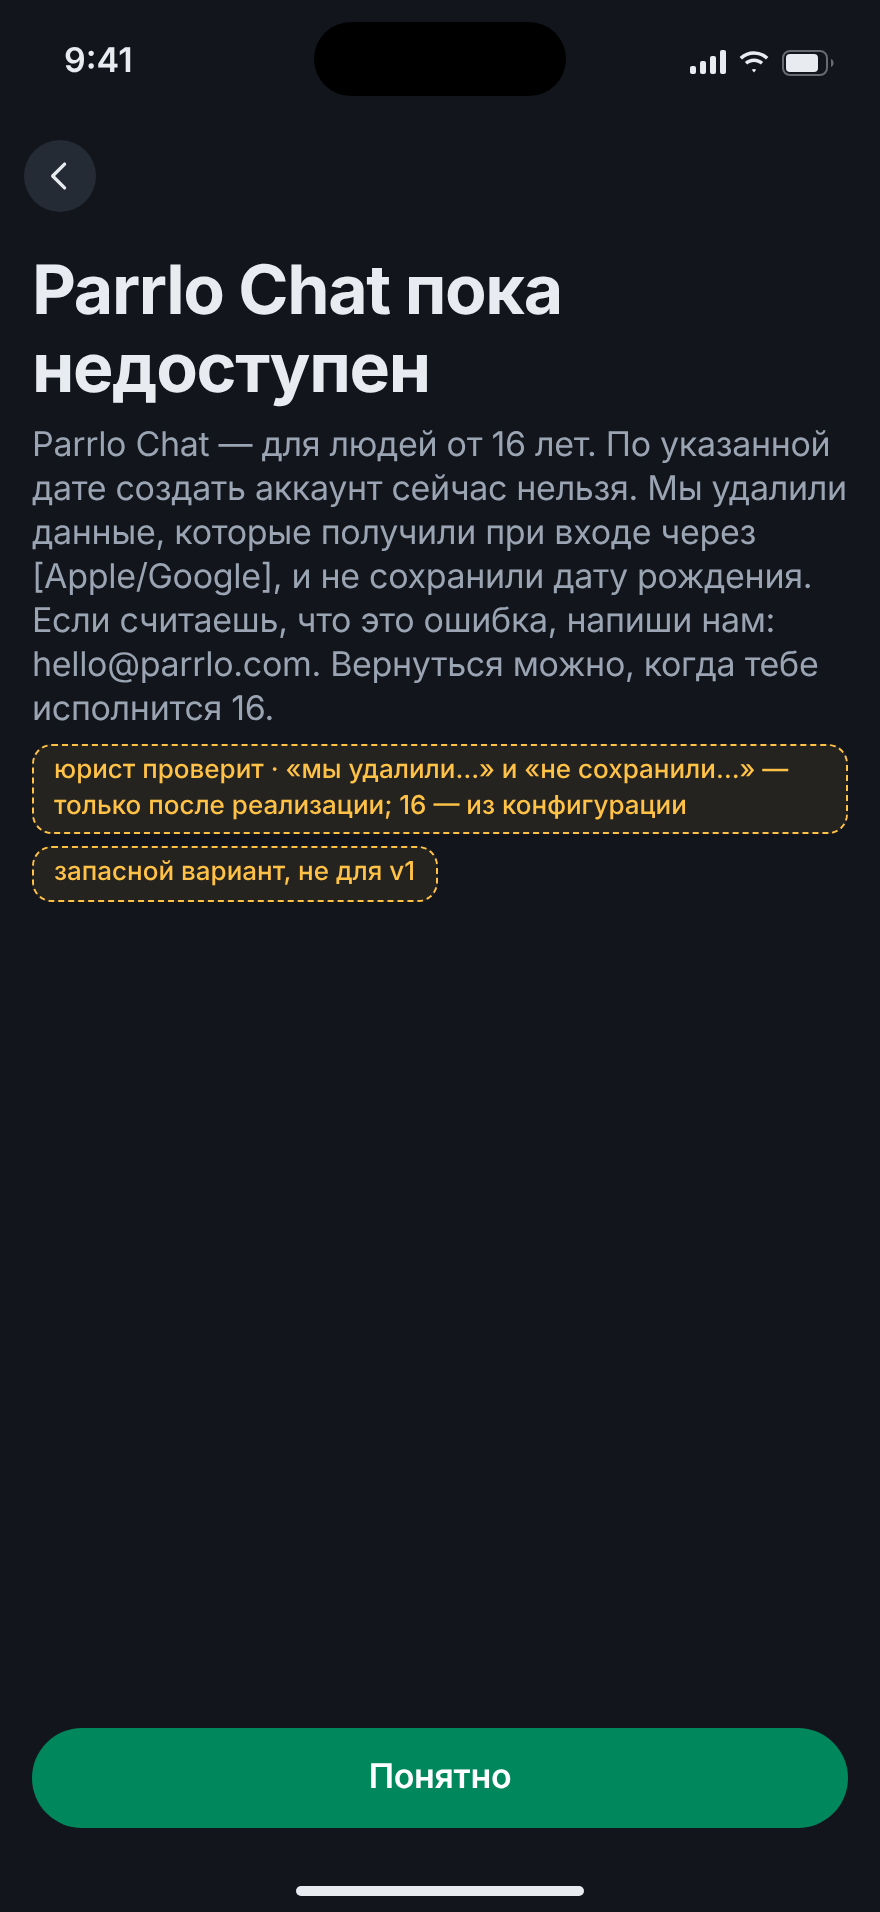 9:41
Parrlo Chat пока
недоступен
Parrlo Chat — для людей от 16 лет. По указанной
дате создать аккаунт сейчас нельзя. Мы удалили
данные, которые получили при входе через
[Apple/Google], и не сохранили дату рождения.
Если считаешь, что это ошибка, напиши нам:
hello@parrlo.com. Вернуться можно, когда тебе
исполнится 16.
юрист проверит · «мы удалили…» и «не сохранили…» —
только после реализации; 16 — из конфигурации
запасной вариант, не для v1
Понятно